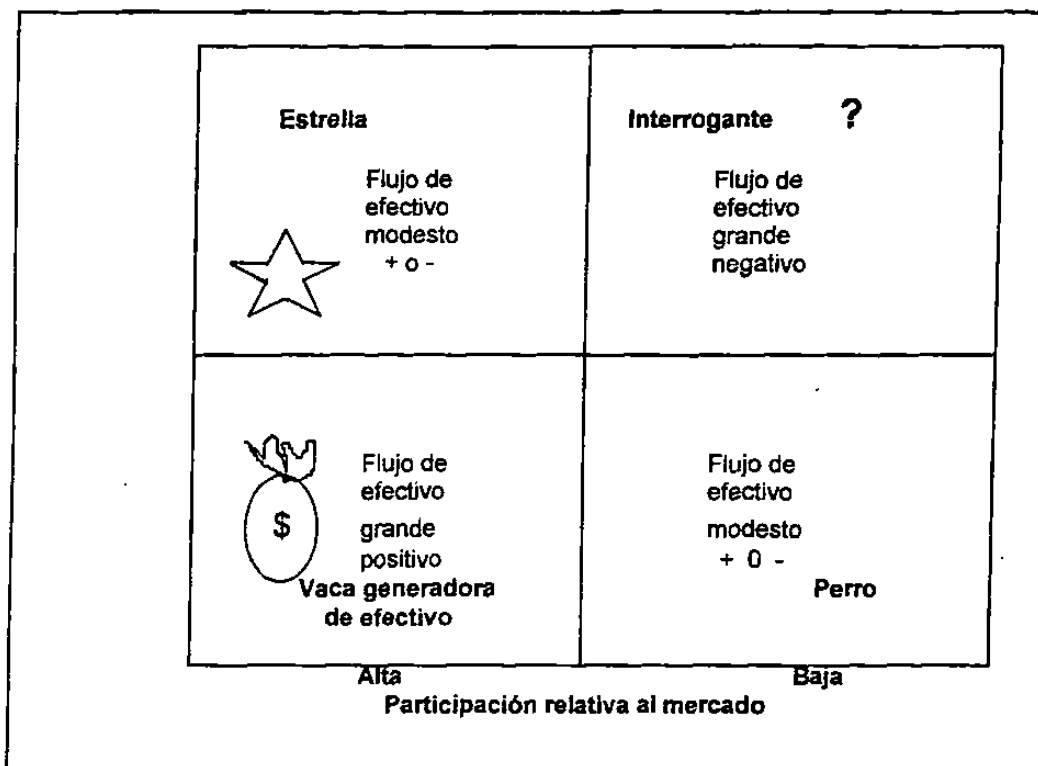 Estrella
Flujo de
efectivo
modesto
+ o -
Interrogante ?
Flujo de
efectivo
grande
negativo
$
Flujo de
efectivo
grande
positivo
Vaca generadora
de efectivo
Flujo de
efectivo
modesto
+ 0 -
Perro
Alta
Baja
Participación relativa al mercado